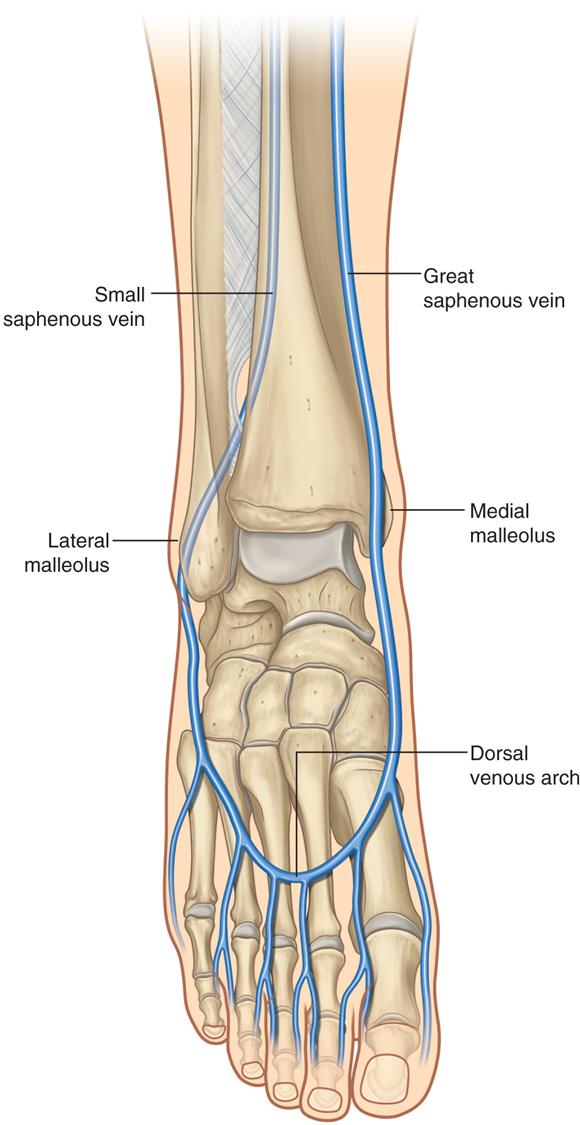 Great
saphenous vein
Small
saphenous vein
Medial
malleolus
Lateral
malleolus
Dorsal
venous arch